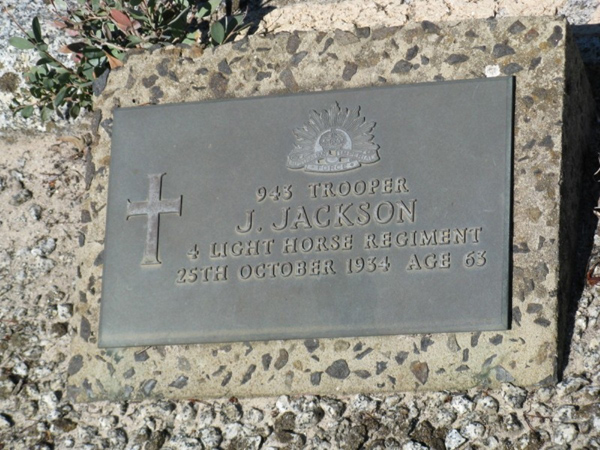 943 TROOPER
J. JACKSON
4 LIGHT HORSE REGIMENT
25TH OCTOBER 1934 AGE 63